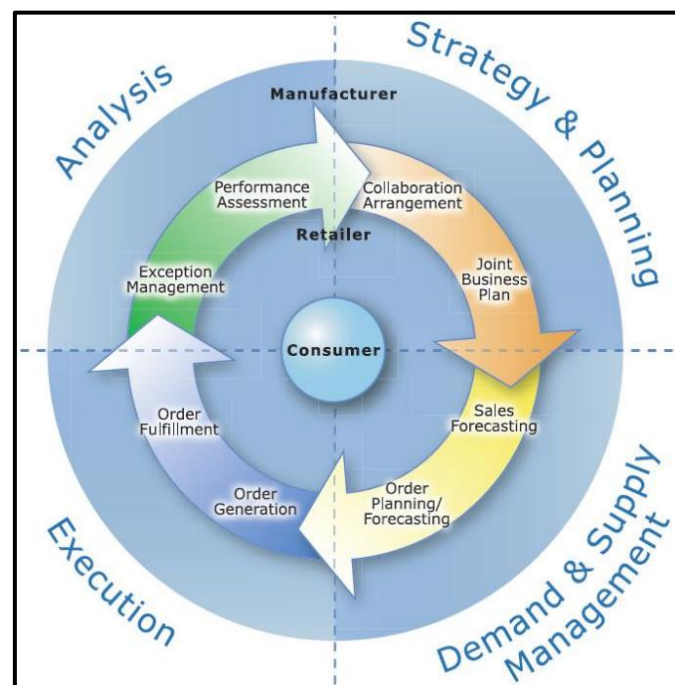 Analysis
Strategy & Planning
Manufacturer
Performance
Assessment
Collaboration
Arrangement
Retailer
Exception
Management
Joint
Business
Plan
Consumer
Order
Fulfillment
Sales
Forecasting
Order
Generation
Order
Planning/
Forecasting
Execution
Demand & Supply
Management